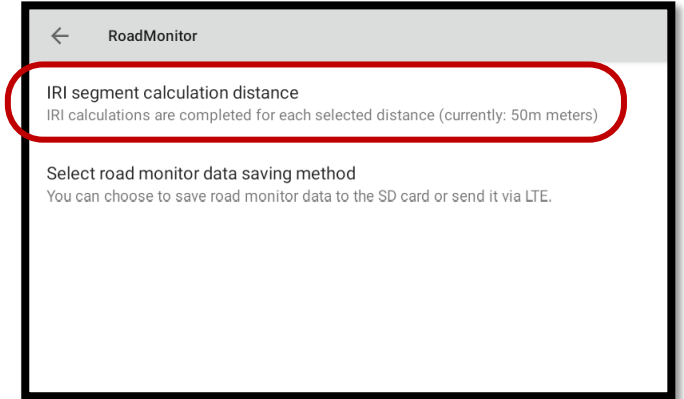 RoadMonitor
IRI segment calculation distance
IRI calculations are completed for each selected distance (currently: 50m meters)
Select road monitor data saving method
You can choose to save road monitor data to the SD card or send it via LTE.